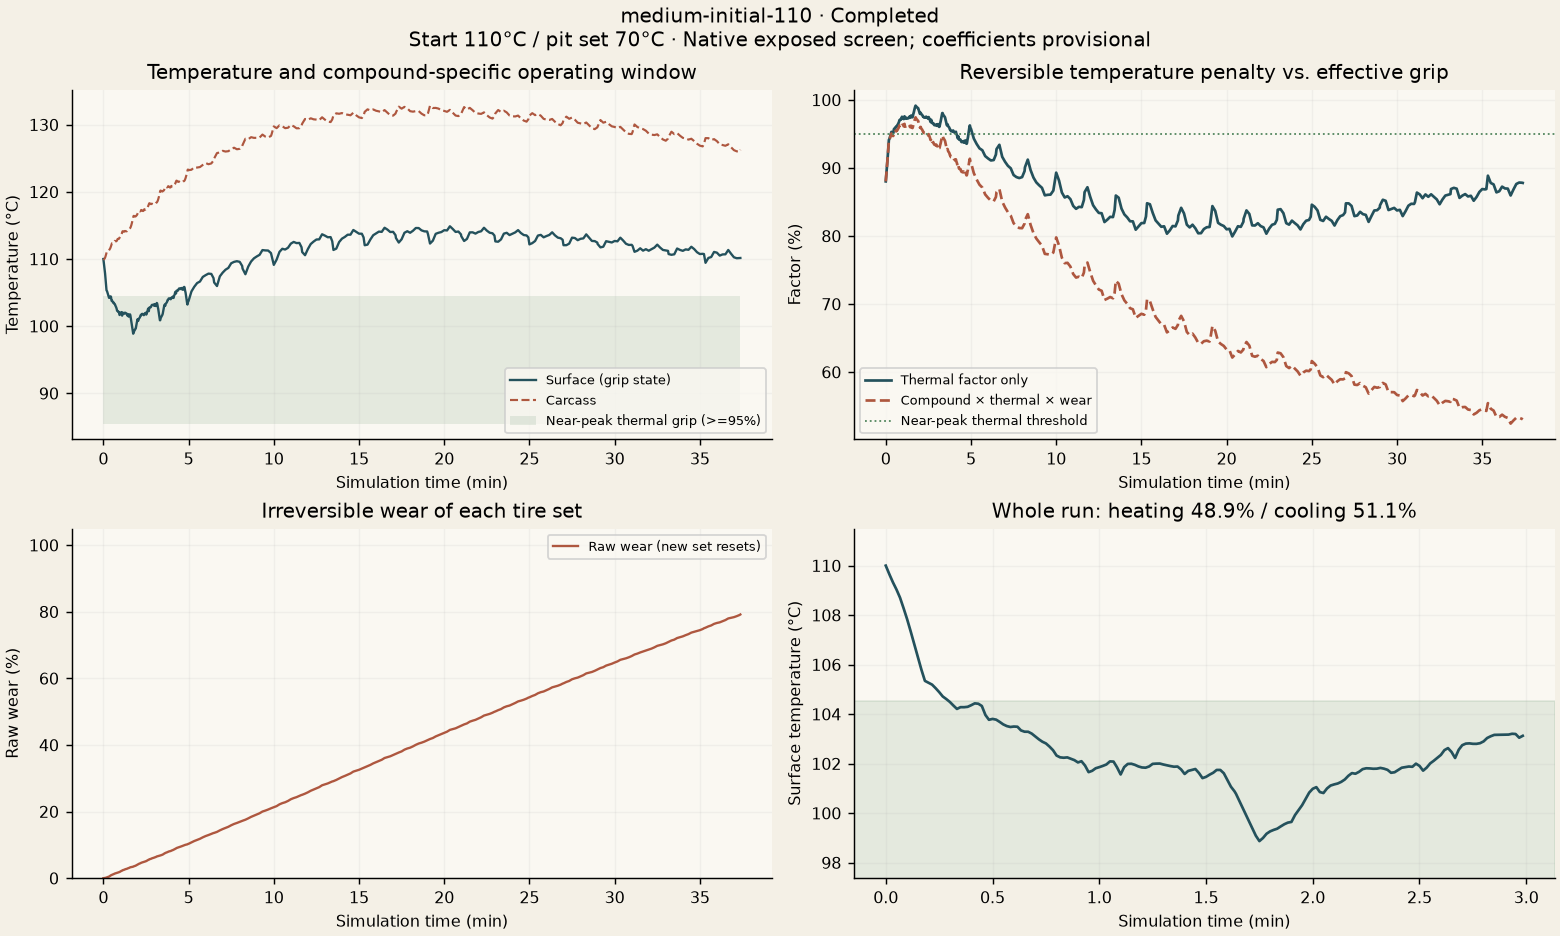 medium-initial-110 · Completed
Start 110°C / pit set 70°C · Native exposed screen; coefficients provisional
Temperature and compound-specific operating window
Temperature (°C)
130
120
110
100
90
Surface (grip state)
Carcass
Near-peak thermal grip (>=95%)
0 5 10 15 20 25 30 35
Simulation time (min)
Reversible temperature penalty vs. effective grip
Factor (%)
100
90
80
70
60
Thermal factor only
Compound × thermal × wear
Near-peak thermal threshold
0 5 10 15 20 25 30 35
Simulation time (min)
Irreversible wear of each tire set
Raw wear (%)
100
80
60
40
20
0
Raw wear (new set resets)
0 5 10 15 20 25 30 35
Simulation time (min)
Whole run: heating 48.9% / cooling 51.1%
Surface temperature (°C)
110
108
106
104
102
100
98
0.0 0.5 1.0 1.5 2.0 2.5 3.0
Simulation time (min)